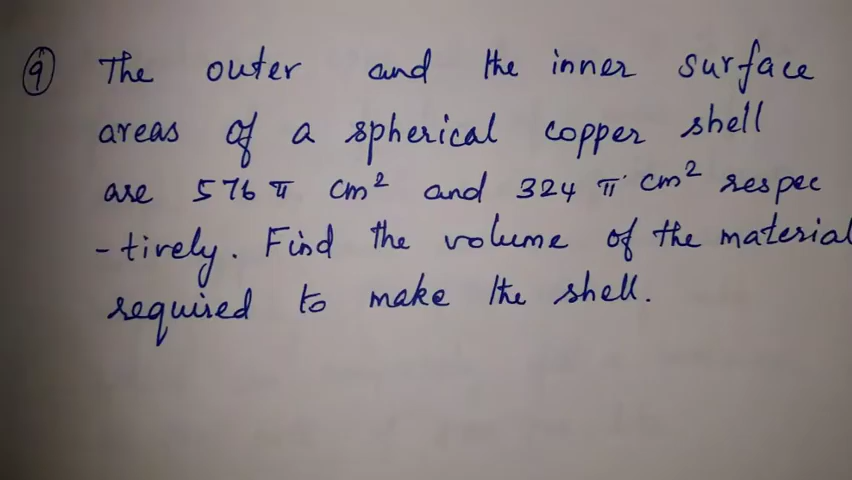 9 The outer and the inner surface
areas of a spherical copper shell
are 576 π cm² and 324 π cm² respec
-tively. Find the volume of the material
required to make the shell.